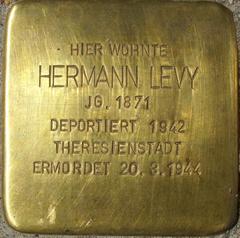 HIER WOHNTE
HERMANN LEVY
JG. 1871
DEPORTIERT 1942
THERESIENSTADT
ERMORDET 20.3.1944